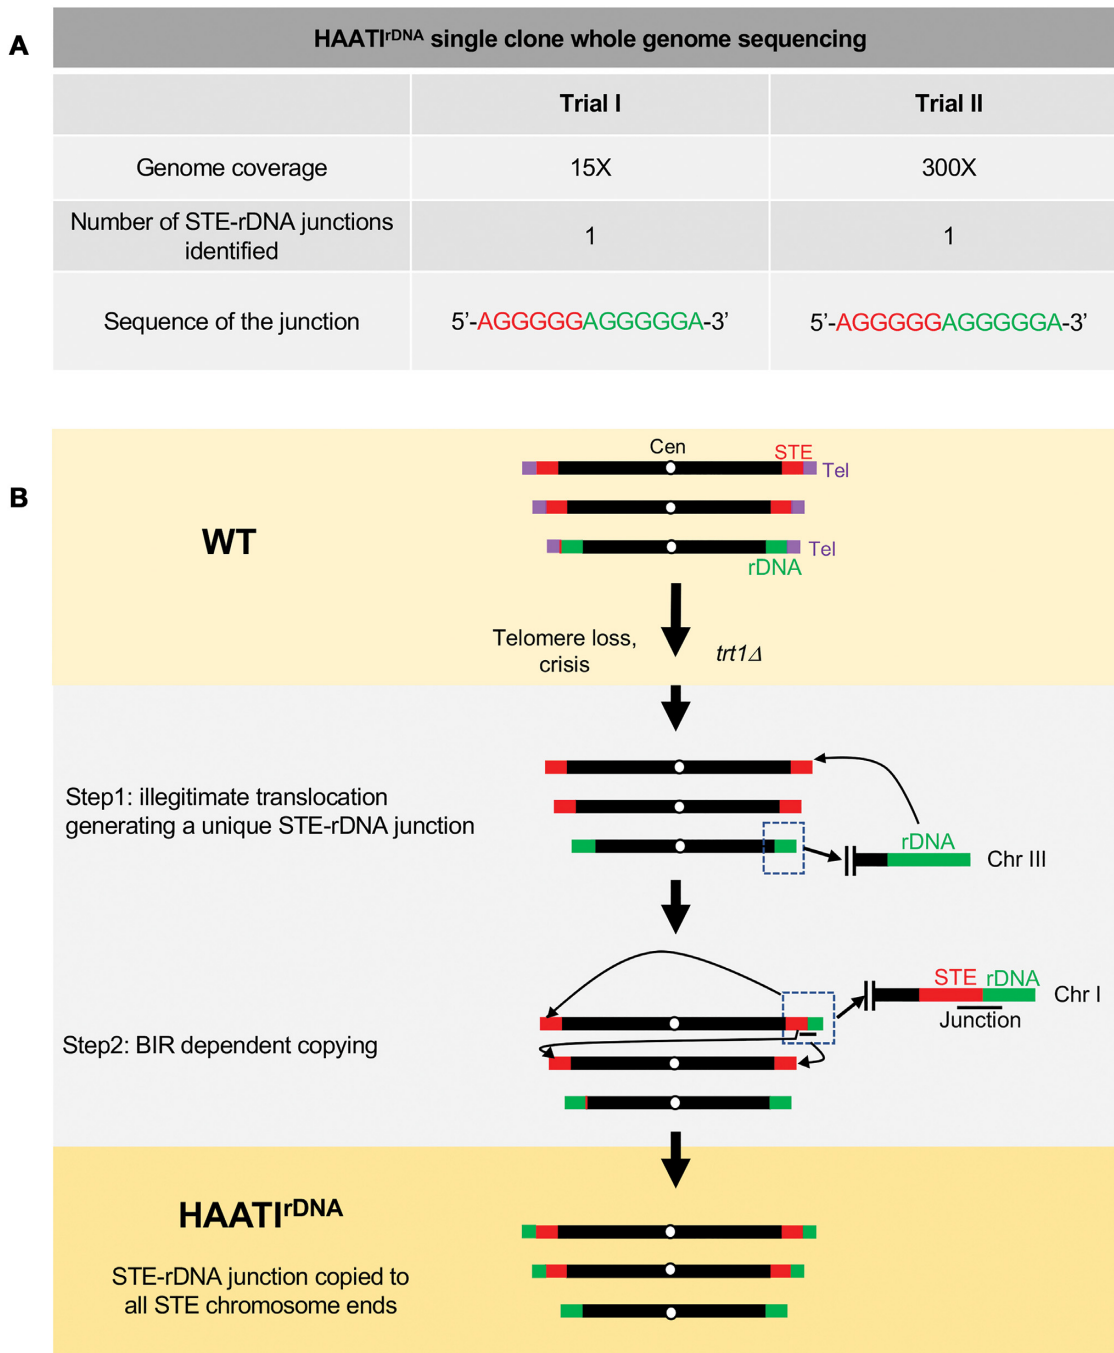 A
HAATIrDNA single clone whole genome sequencing
Trial I
Trial II
Genome coverage
15X
300X
Number of STE-rDNA junctions
identified
1
1
Sequence of the junction
5’-AGGGGGAGGGGGA-3’
5’-AGGGGGAGGGGGA-3’
B
WT
Cen
STE
Tel
Tel
rDNA
Telomere loss,
crisis
trt1Δ
Step1: illegitimate translocation
generating a unique STE-rDNA junction
rDNA
Chr III
STE
rDNA
Chr I
Junction
Step2: BIR dependent copying
HAATIrDNA
STE-rDNA junction copied to
all STE chromosome ends